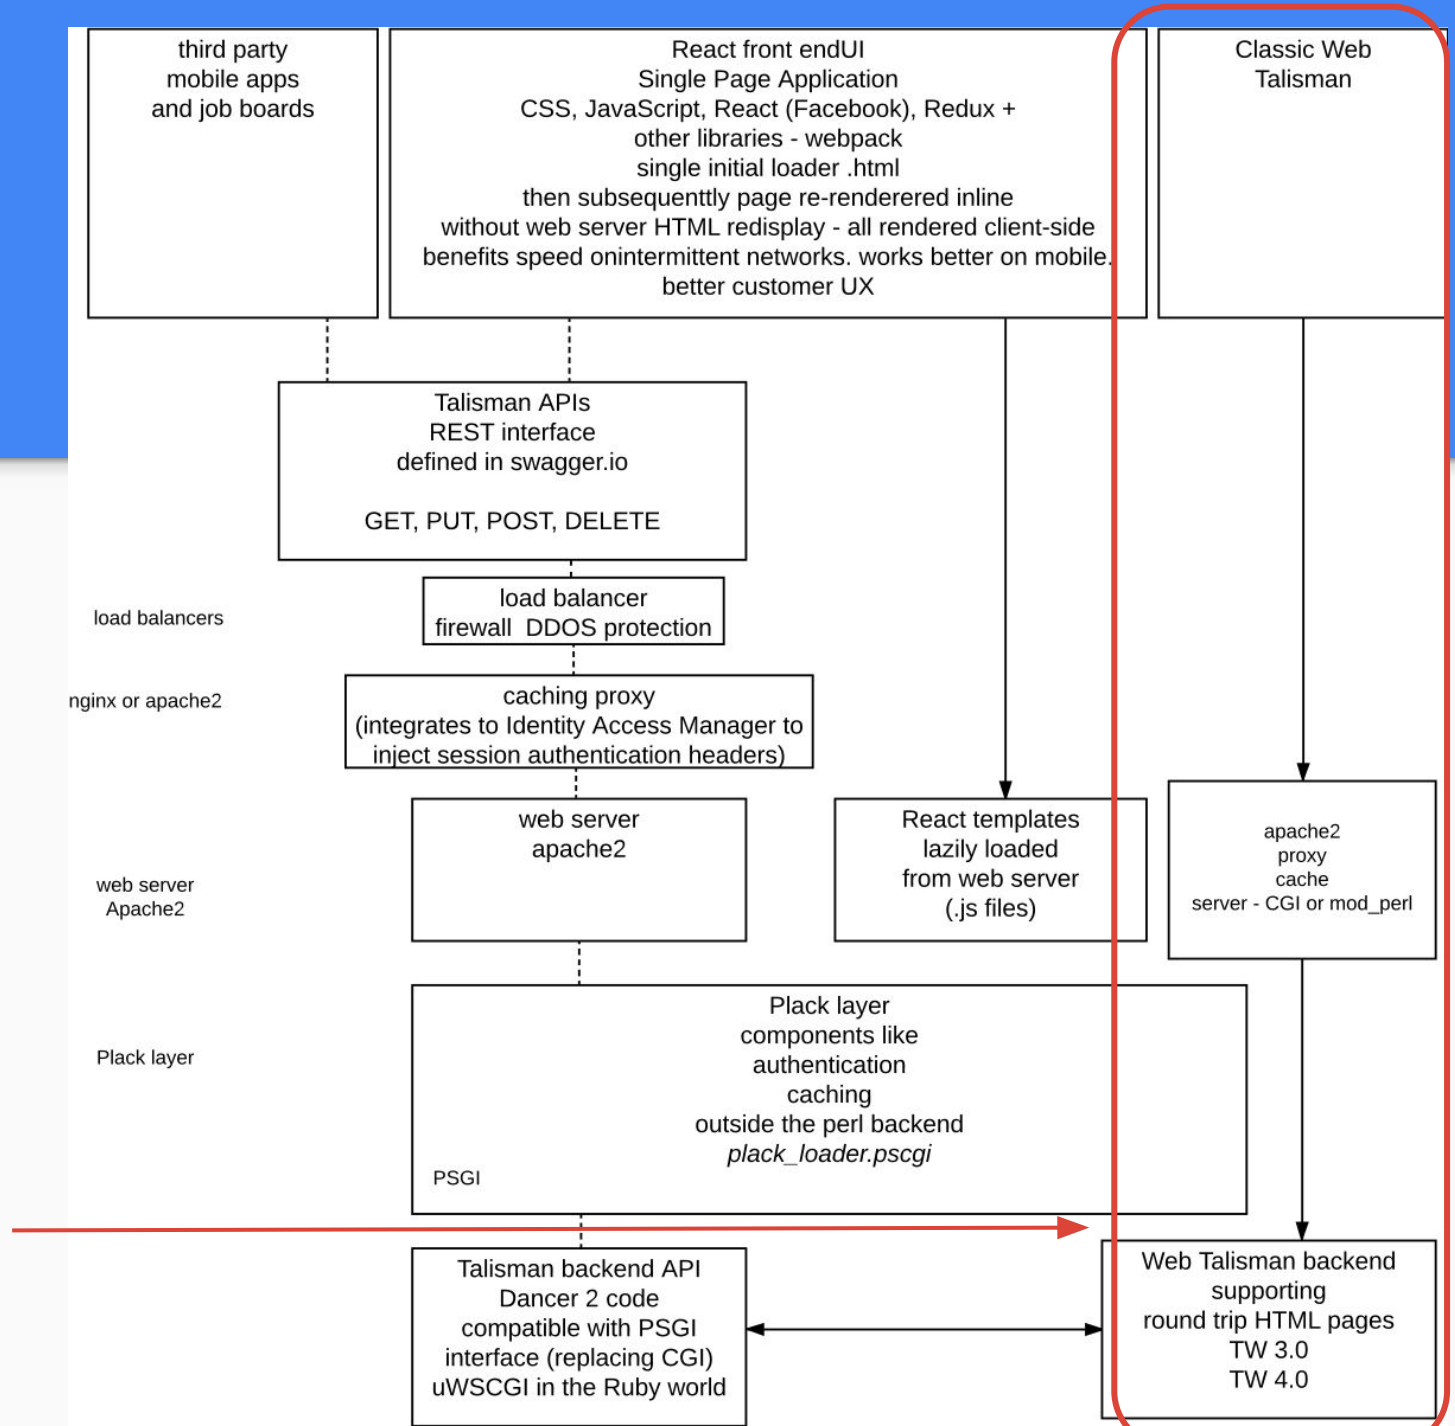 third party
mobile apps
and job boards
React front endUI
Single Page Application
CSS, JavaScript, React (Facebook), Redux +
other libraries - webpack
single initial loader .html
then subsequenttly page re-renderered inline
without web server HTML redisplay - all rendered client-side
benefits speed onintermittent networks. works better on mobile.
better customer UX
Classic Web
Talisman
Talisman APIs
REST interface
defined in swagger.io
GET, PUT, POST, DELETE
load balancers
load balancer
firewall  DDOS protection
nginx or apache2
caching proxy
(integrates to Identity Access Manager to
inject session authentication headers)
web server
Apache2
web server
apache2
React templates
lazily loaded
from web server
(.js files)
apache2
proxy
cache
server - CGI or mod_perl
Plack layer
Plack layer
components like
authentication
caching
outside the perl backend
plack_loader.pscgi
PSGI
Talisman backend API
Dancer 2 code
compatible with PSGI
interface (replacing CGI)
uWSCGI in the Ruby world
Web Talisman backend
supporting
round trip HTML pages
TW 3.0
TW 4.0